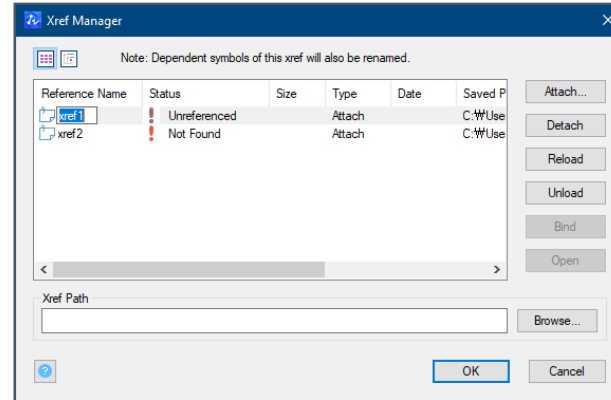 Xref Manager
Note: Dependent symbols of this xref will also be renamed.
Reference Name Status Size Type Date Saved P
xref1 Unreferenced Attach C:₩Use
xref2 Not Found Attach C:₩Use
Attach...
Detach
Reload
Unload
Bind
Open
Xref Path
Browse...
OK Cancel